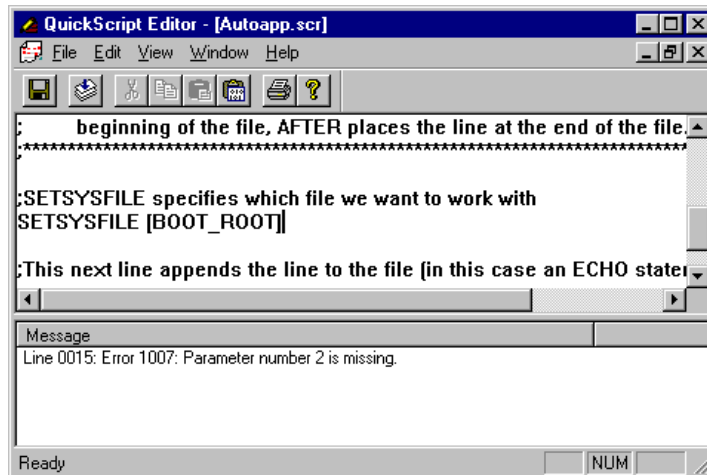 QuickScript Editor - [Autoapp.scr]
File Edit View Window Help
; beginning of the file, AFTER places the line at the end of the file.
;**************************************************************************
;SETSYSFILE specifies which file we want to work with
SETSYSFILE [BOOT_ROOT]
;This next line appends the line to the file (in this case an ECHO
Message
Line 0015: Error 1007: Parameter number 2 is missing.
Ready
NUM